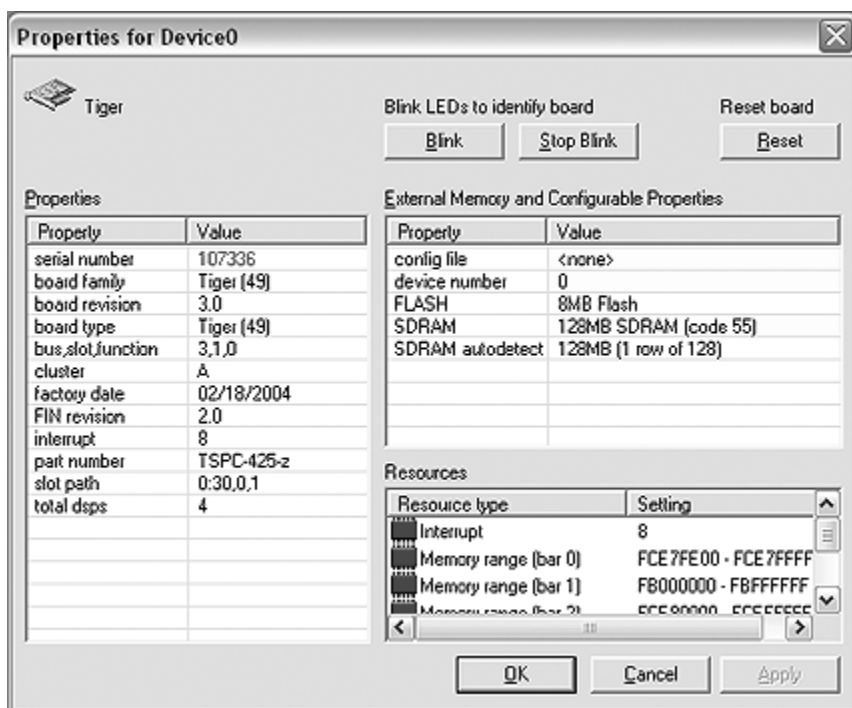 Properties for Device0
Tiger
Blink LEDs to identify board
Reset board
Blink
Stop Blink
Reset
Properties
Property Value
serial number 107336
board family Tiger (49)
board revision 3.0
board type Tiger (49)
bus,slot,function 3,1,0
cluster A
factory date 02/18/2004
FIN revision 2.0
interrupt 8
part number TSPC-425-z
slot path 0:30,0,1
total dsps 4
External Memory and Configurable Properties
Property Value
config file <none>
device number 0
FLASH 8MB Flash
SDRAM 128MB SDRAM (code 55)
SDRAM autodetect 128MB (1 row of 128)
Resources
Resource type Setting
Interrupt 8
Memory range (bar 0) FCE7FE00 - FCE7FFFF
Memory range (bar 1) FB000000 - FBFFFFFF
Memory range (bar 2)
OK
Cancel
Apply